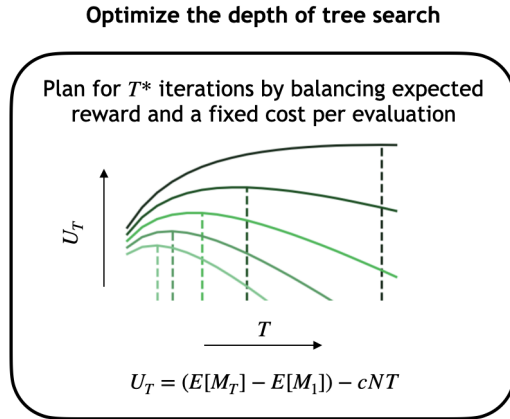 Optimize the depth of tree search
Plan for T* iterations by balancing expected
reward and a fixed cost per evaluation
U_T
T
U_T = (E[M_T] − E[M_1]) − cNT